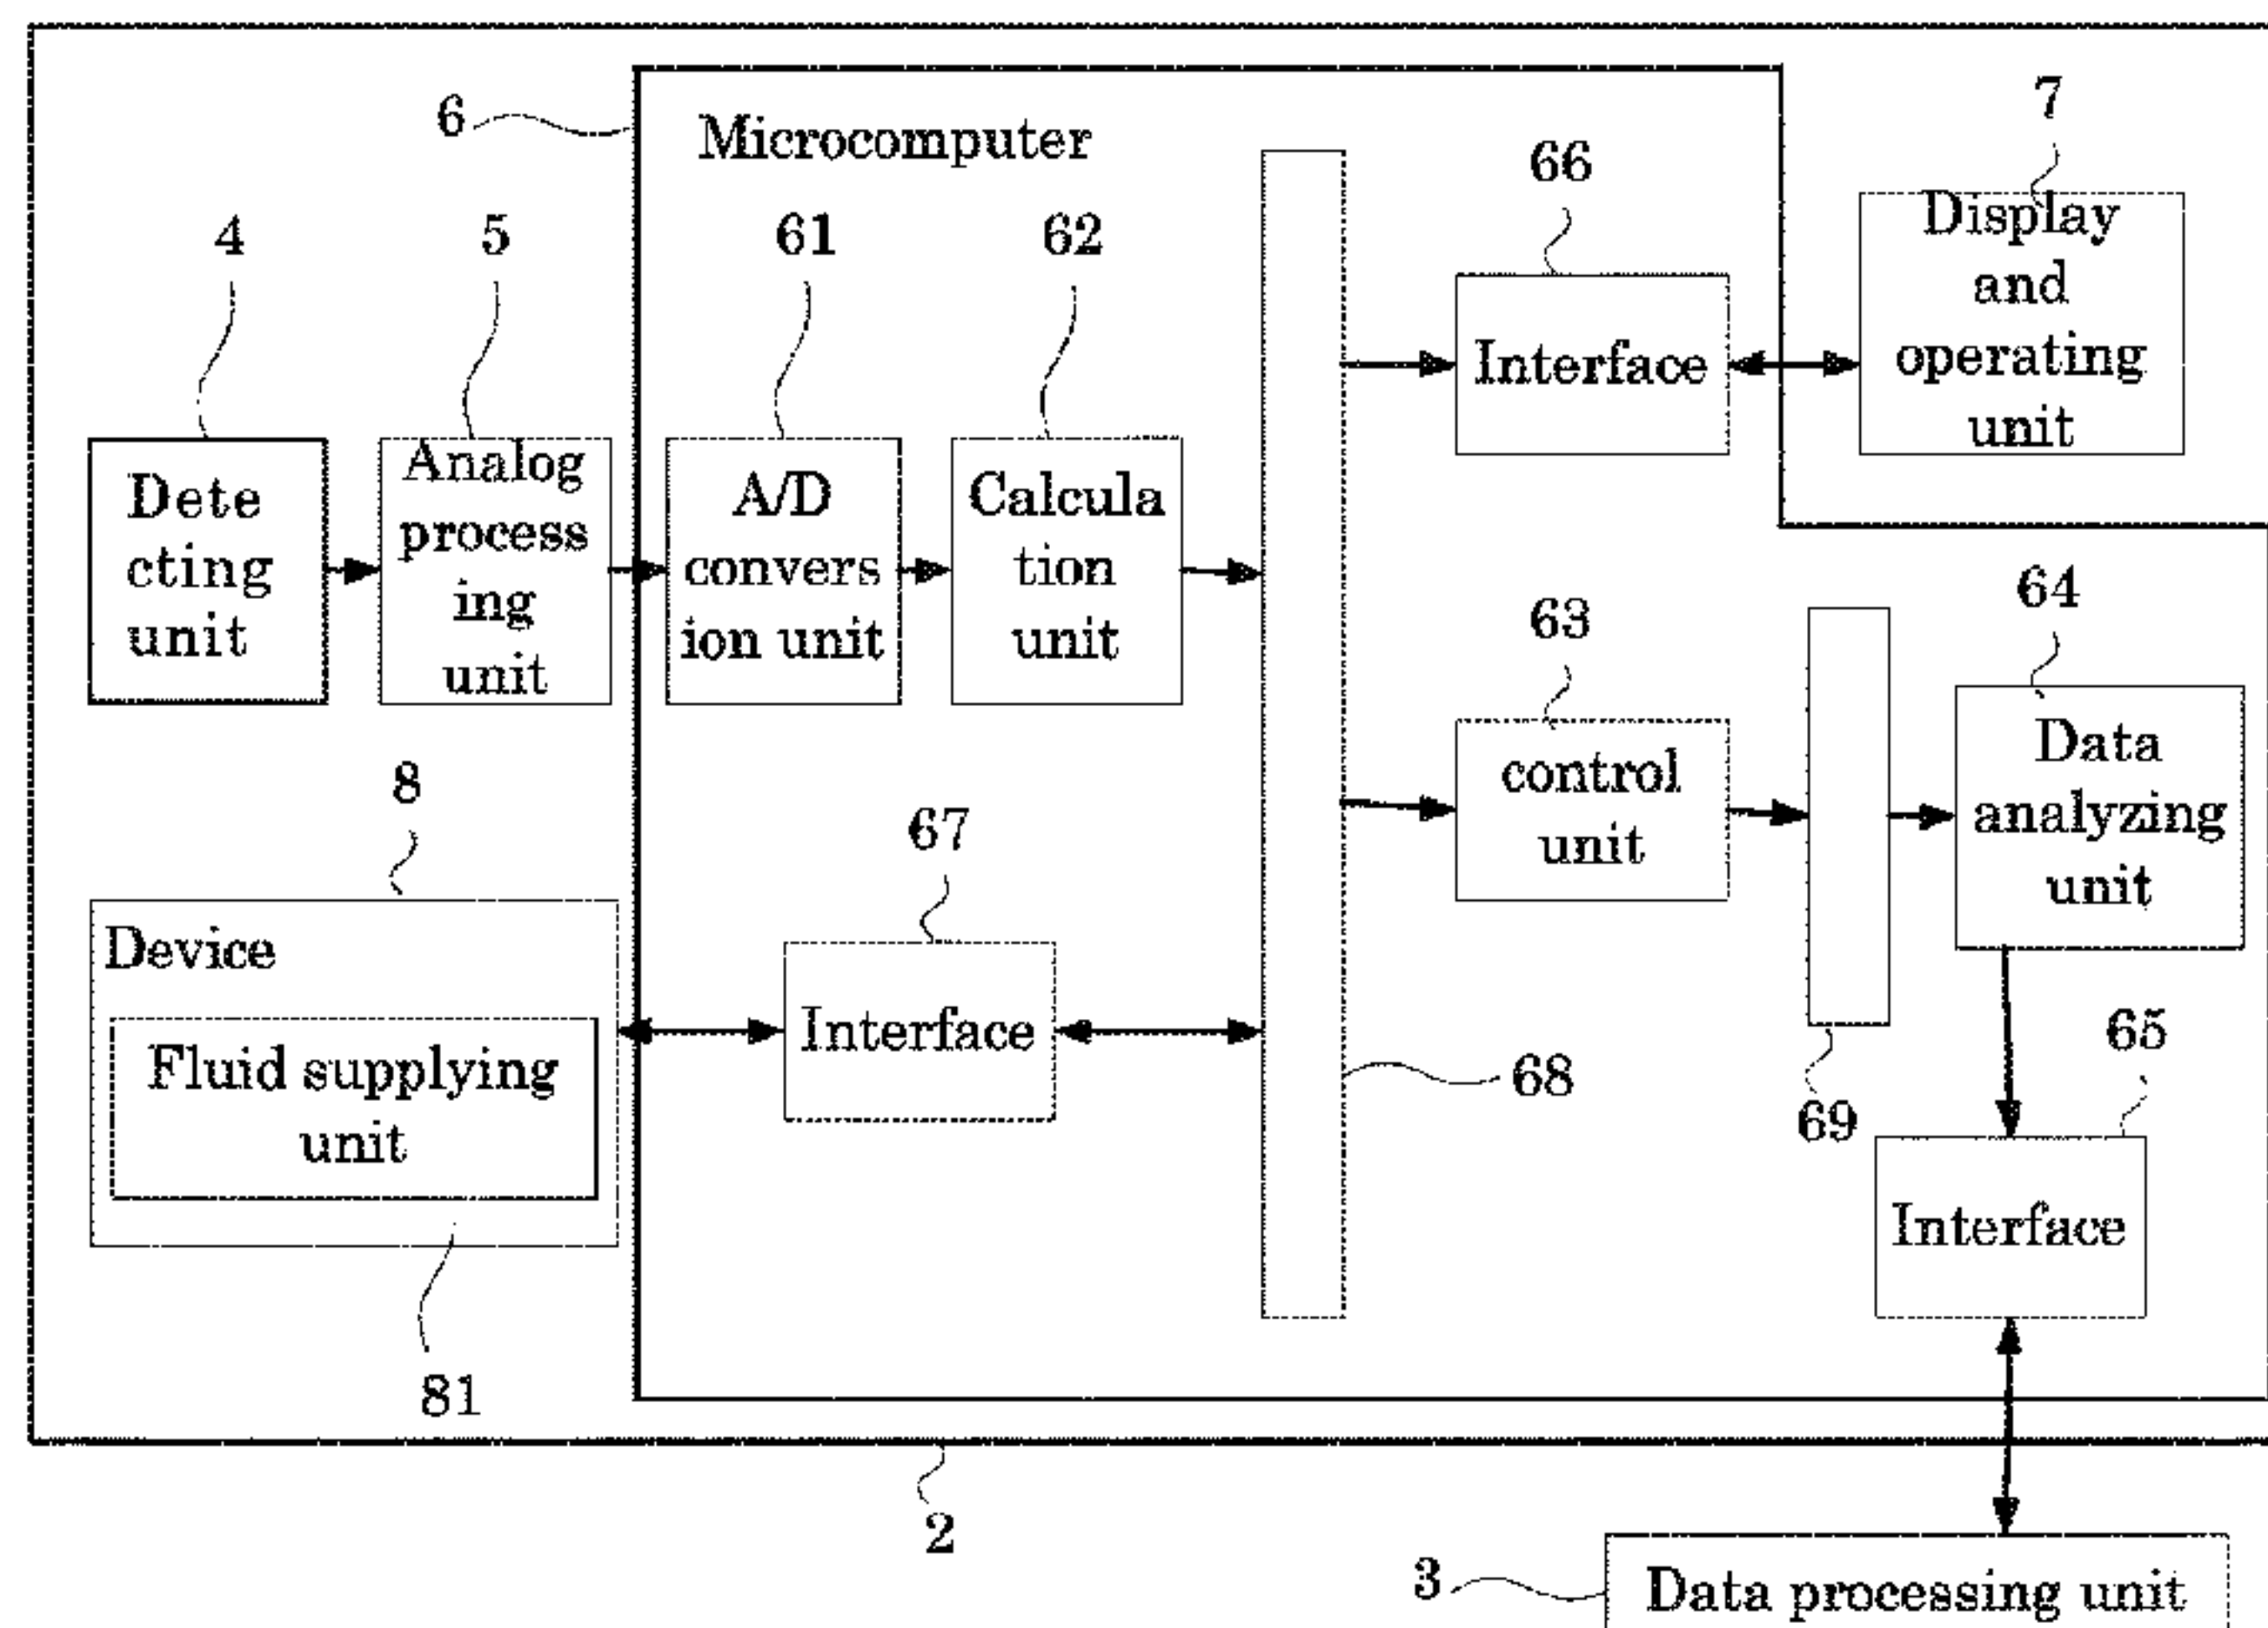 6
Microcomputer
7
66
4
5
61
62
Display
and
operating
unit
Interface
Dete
cting
unit
Analog
process
ing
unit
A/D
convers
ion unit
Calcula
tion
unit
63
64
control
unit
Data
analyzing
unit
8
67
Device
Fluid supplying
unit
Interface
68
69
65
Interface
81
2
3
Data processing unit